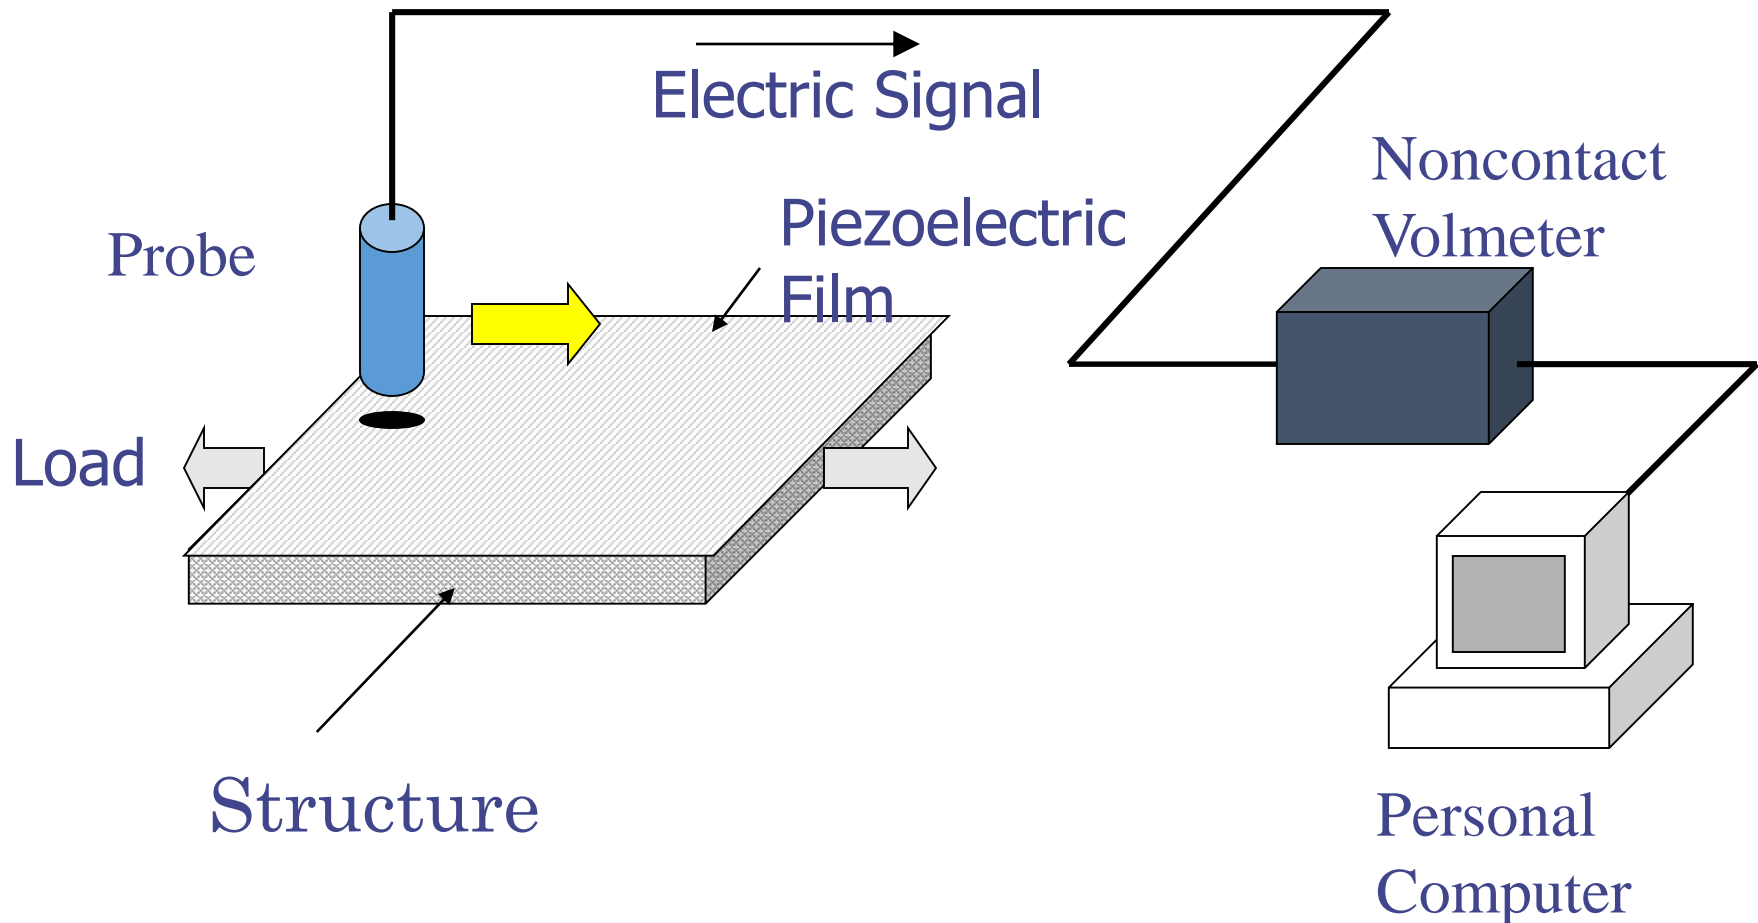 Electric Signal
Noncontact
Volmeter
Piezoelectric
Film
Probe
Load
Structure
Personal
Computer